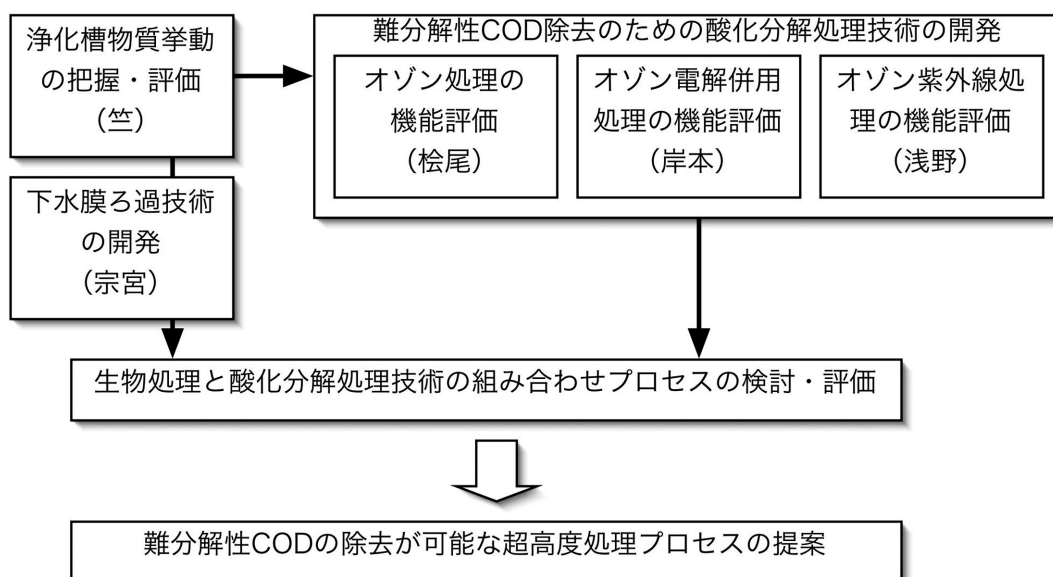 浄化槽物質挙動
の把握・評価
（竺）
難分解性COD除去のための酸化分解処理技術の開発
オゾン処理の
機能評価
（桧尾）
オゾン電解併用
処理の機能評価
（岸本）
オゾン紫外線処
理の機能評価
（浅野）
下水膜ろ過技術
の開発
（宗宮）
生物処理と酸化分解処理技術の組み合わせプロセスの検討・評価
難分解性CODの除去が可能な超高度処理プロセスの提案